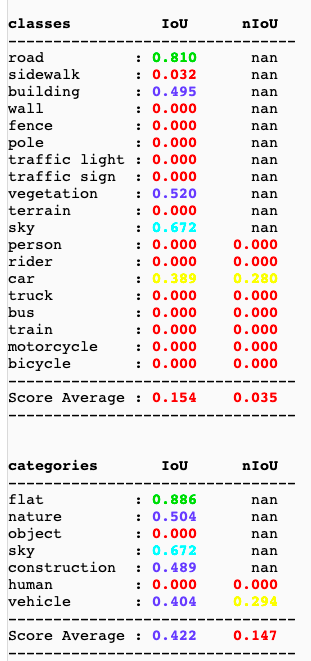 classes IoU nIoU
--------------------------------
road : 0.810 nan
sidewalk : 0.032 nan
building : 0.495 nan
wall : 0.000 nan
fence : 0.000 nan
pole : 0.000 nan
traffic light : 0.000 nan
traffic sign : 0.000 nan
vegetation : 0.520 nan
terrain : 0.000 nan
sky : 0.672 nan
person : 0.000 0.000
rider : 0.000 0.000
car : 0.389 0.280
truck : 0.000 0.000
bus : 0.000 0.000
train : 0.000 0.000
motorcycle : 0.000 0.000
bicycle : 0.000 0.000
--------------------------------
Score Average : 0.154 0.035
--------------------------------
categories IoU nIoU
--------------------------------
flat : 0.886 nan
nature : 0.504 nan
object : 0.000 nan
sky : 0.672 nan
construction : 0.489 nan
human : 0.000 0.000
vehicle : 0.404 0.294
--------------------------------
Score Average : 0.422 0.147
--------------------------------